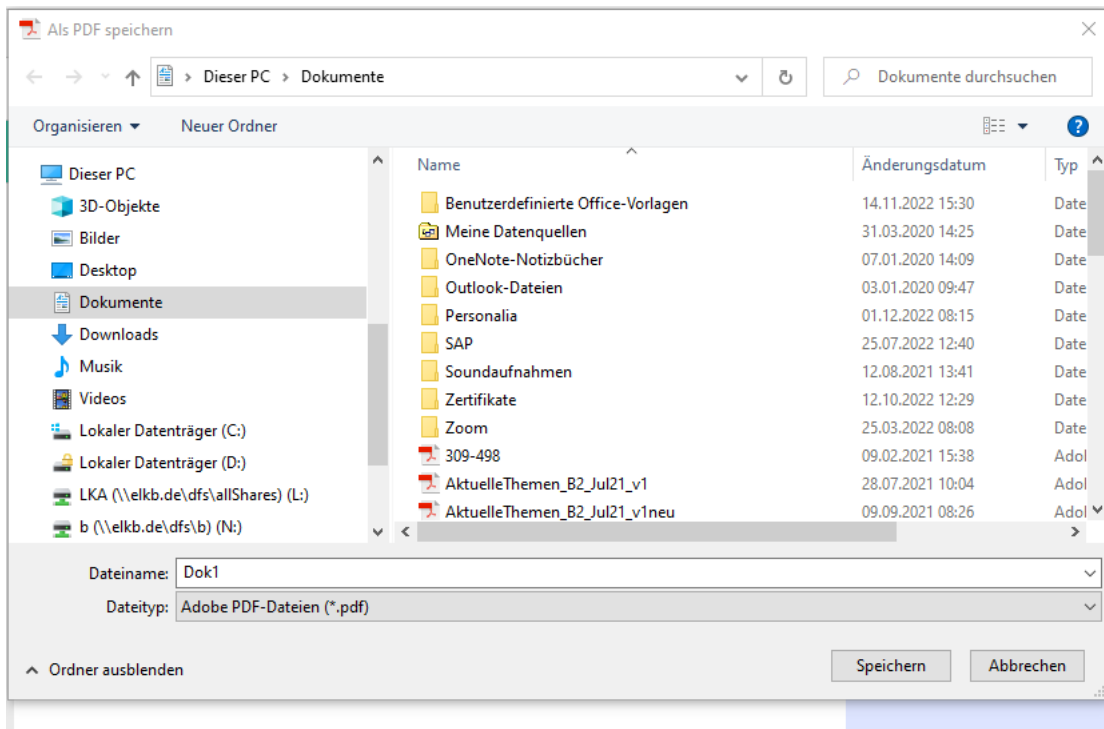 Als PDF speichern
Dieser PC › Dokumente
Dokumente durchsuchen
Organisieren
Neuer Ordner
Dieser PC
3D-Objekte
Bilder
Desktop
Dokumente
Downloads
Musik
Videos
Lokaler Datenträger (C:)
Lokaler Datenträger (D:)
LKA (\\elkb.de\dfs\allShares) (L:)
b (\\elkb.de\dfs\b) (N:)
Name Änderungsdatum Typ
Benutzerdefinierte Office-Vorlagen 14.11.2022 15:30 Date
Meine Datenquellen 31.03.2020 14:25 Date
OneNote-Notizbücher 07.01.2020 14:09 Date
Outlook-Dateien 03.01.2020 09:47 Date
Personalia 01.12.2022 08:15 Date
SAP 25.07.2022 12:40 Date
Soundaufnahmen 12.08.2021 13:41 Date
Zertifikate 12.10.2022 12:29 Date
Zoom 25.03.2022 08:08 Date
309-498 09.02.2021 15:38 Adol
AktuelleThemen_B2_Jul21_v1 28.07.2021 10:04 Adol
AktuelleThemen_B2_Jul21_v1neu 09.09.2021 08:26 Adol
Dateiname: Dok1
Dateityp: Adobe PDF-Dateien (*.pdf)
Ordner ausblenden
Speichern
Abbrechen